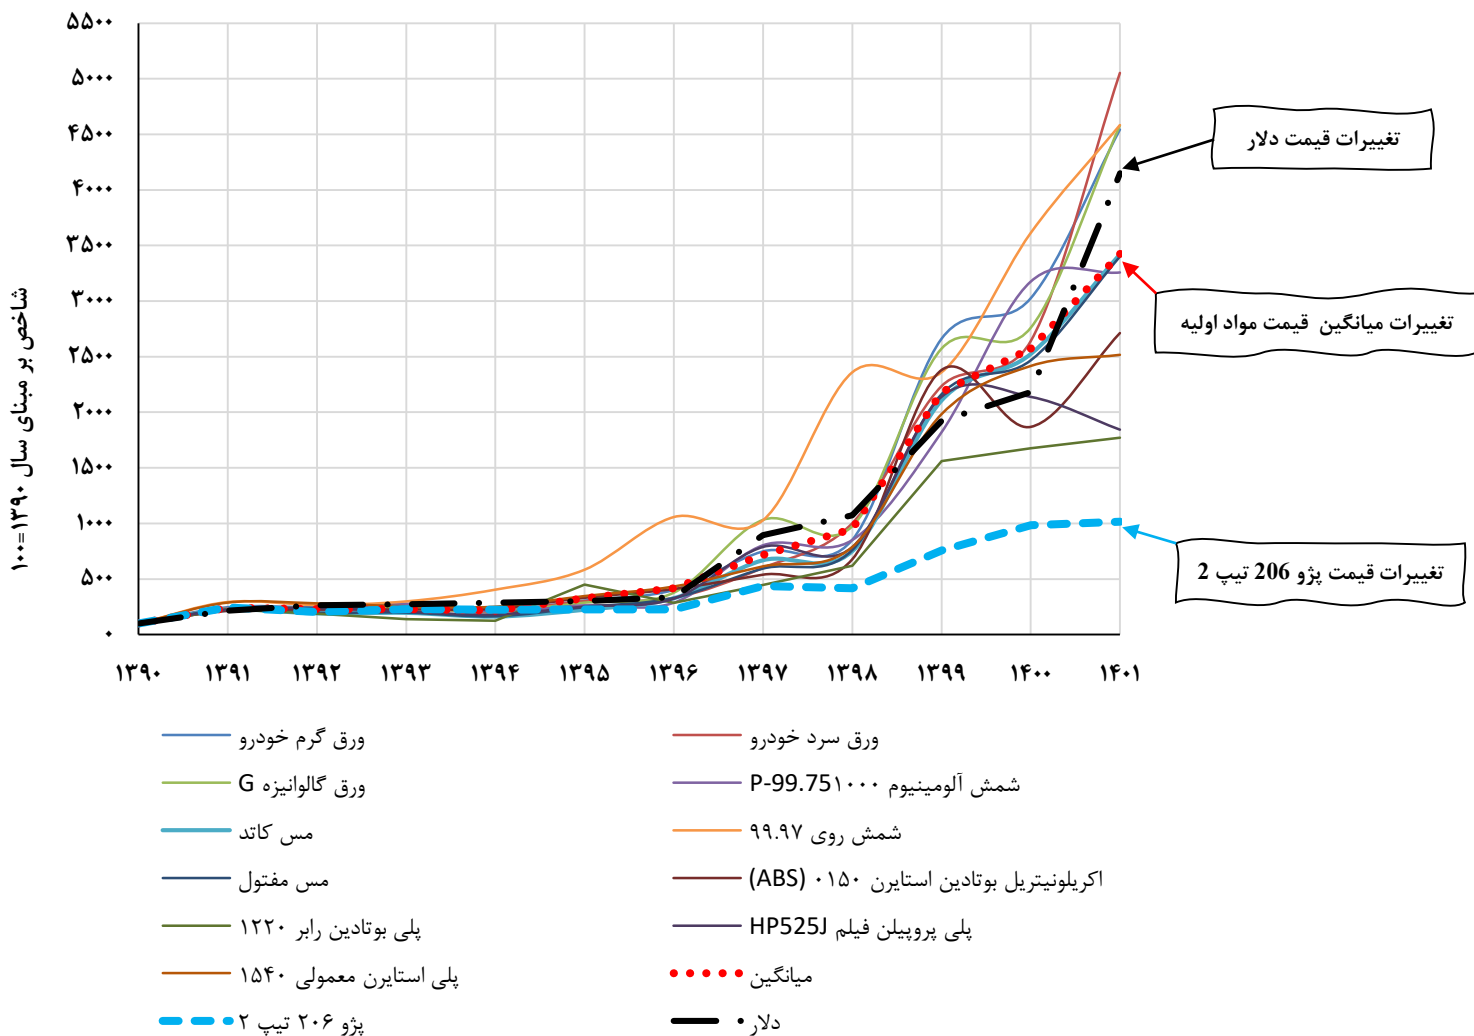 شاخص بر مبنای سال ۱۳۹۰=۱۰۰
۵۵۰۰
۵۰۰۰
۴۵۰۰
۴۰۰۰
۳۵۰۰
۳۰۰۰
۲۵۰۰
۲۰۰۰
۱۵۰۰
۱۰۰۰
۵۰۰
۰
۱۳۹۰ ۱۳۹۱ ۱۳۹۲ ۱۳۹۳ ۱۳۹۴ ۱۳۹۵ ۱۳۹۶ ۱۳۹۷ ۱۳۹۸ ۱۳۹۹ ۱۴۰۰ ۱۴۰۱
تغییرات قیمت دلار
تغییرات میانگین قیمت مواد اولیه
تغییرات قیمت پژو 206 تیپ 2
ورق گرم خودرو
ورق سرد خودرو
ورق گالوانیزه G
شمش آلومینیوم ۱۰۰۰P-99.75
مس کاتد
شمش روی ۹۹.۹۷
مس مفتول
اکریلونیتریل بوتادین استایرن ۰۱۵۰ (ABS)
پلی بوتادین رابر ۱۲۲۰
پلی پروپیلن فیلم HP525J
پلی استایرن معمولی ۱۵۴۰
میانگین
پژو ۲۰۶ تیپ ۲
دلار